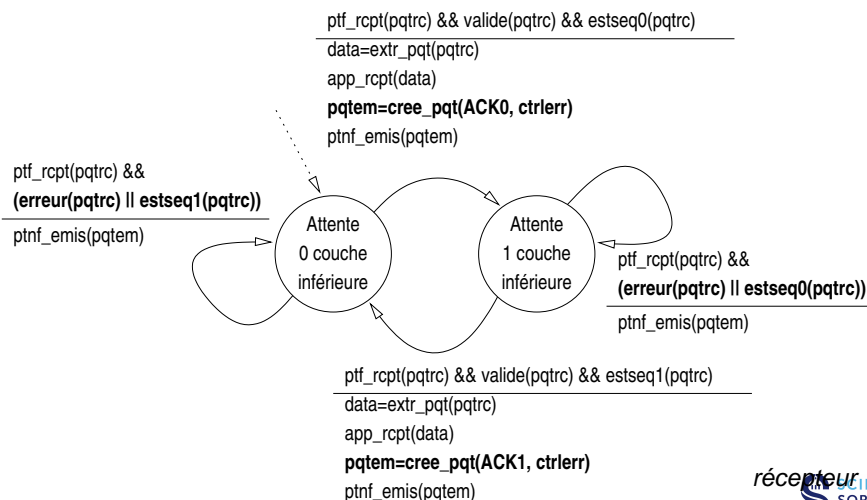 ptf_rcpt(pqtrc) && valide(pqtrc) && estseq0(pqtrc)
data=extr_pqt(pqtrc)
app_rcpt(data)
pqtem=cree_pqt(ACK0, ctrlerr)
ptnf_emis(pqtem)
ptf_rcpt(pqtrc) &&
(erreur(pqtrc) || estseq1(pqtrc))
ptnf_emis(pqtem)
Attente
0 couche
inférieure
Attente
1 couche
inférieure
ptf_rcpt(pqtrc) &&
(erreur(pqtrc) || estseq0(pqtrc))
ptnf_emis(pqtem)
ptf_rcpt(pqtrc) && valide(pqtrc) && estseq1(pqtrc)
data=extr_pqt(pqtrc)
app_rcpt(data)
pqtem=cree_pqt(ACK1, ctrlerr)
ptnf_emis(pqtem)
récepteur